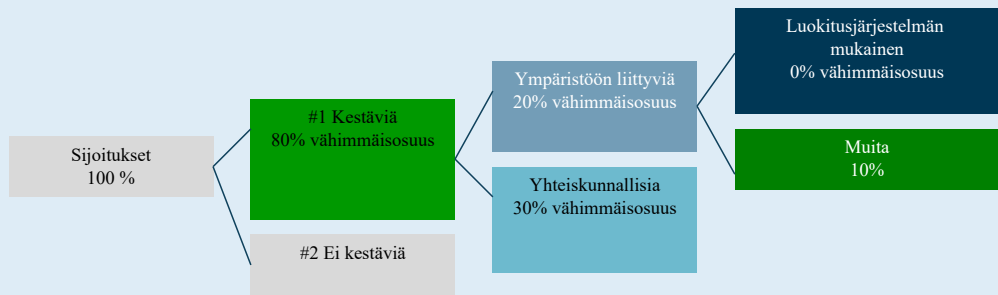 Sijoitukset
100 %
#1 Kestäviä
80% vähimmäisosuus
#2 Ei kestäviä
Ympäristöön liittyviä
20% vähimmäisosuus
Yhteiskunnallisia
30% vähimmäisosuus
Luokitusjärjestelmän
mukainen
0% vähimmäisosuus
Muita
10%